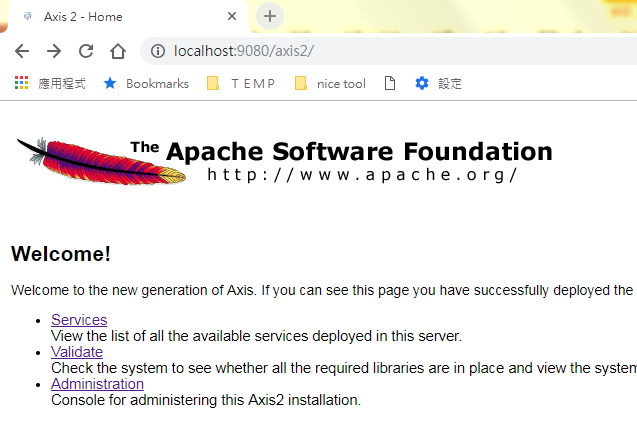 Axis 2 - Home
localhost:9080/axis2/
應用程式 Bookmarks T E M P nice tool 設定
The Apache Software Foundation
http://www.apache.org/
Welcome!
Welcome to the new generation of Axis. If you can see this page you have successfully deployed the
Services
View the list of all the available services deployed in this server.
Validate
Check the system to see whether all the required libraries are in place and view the system
Administration
Console for administering this Axis2 installation.